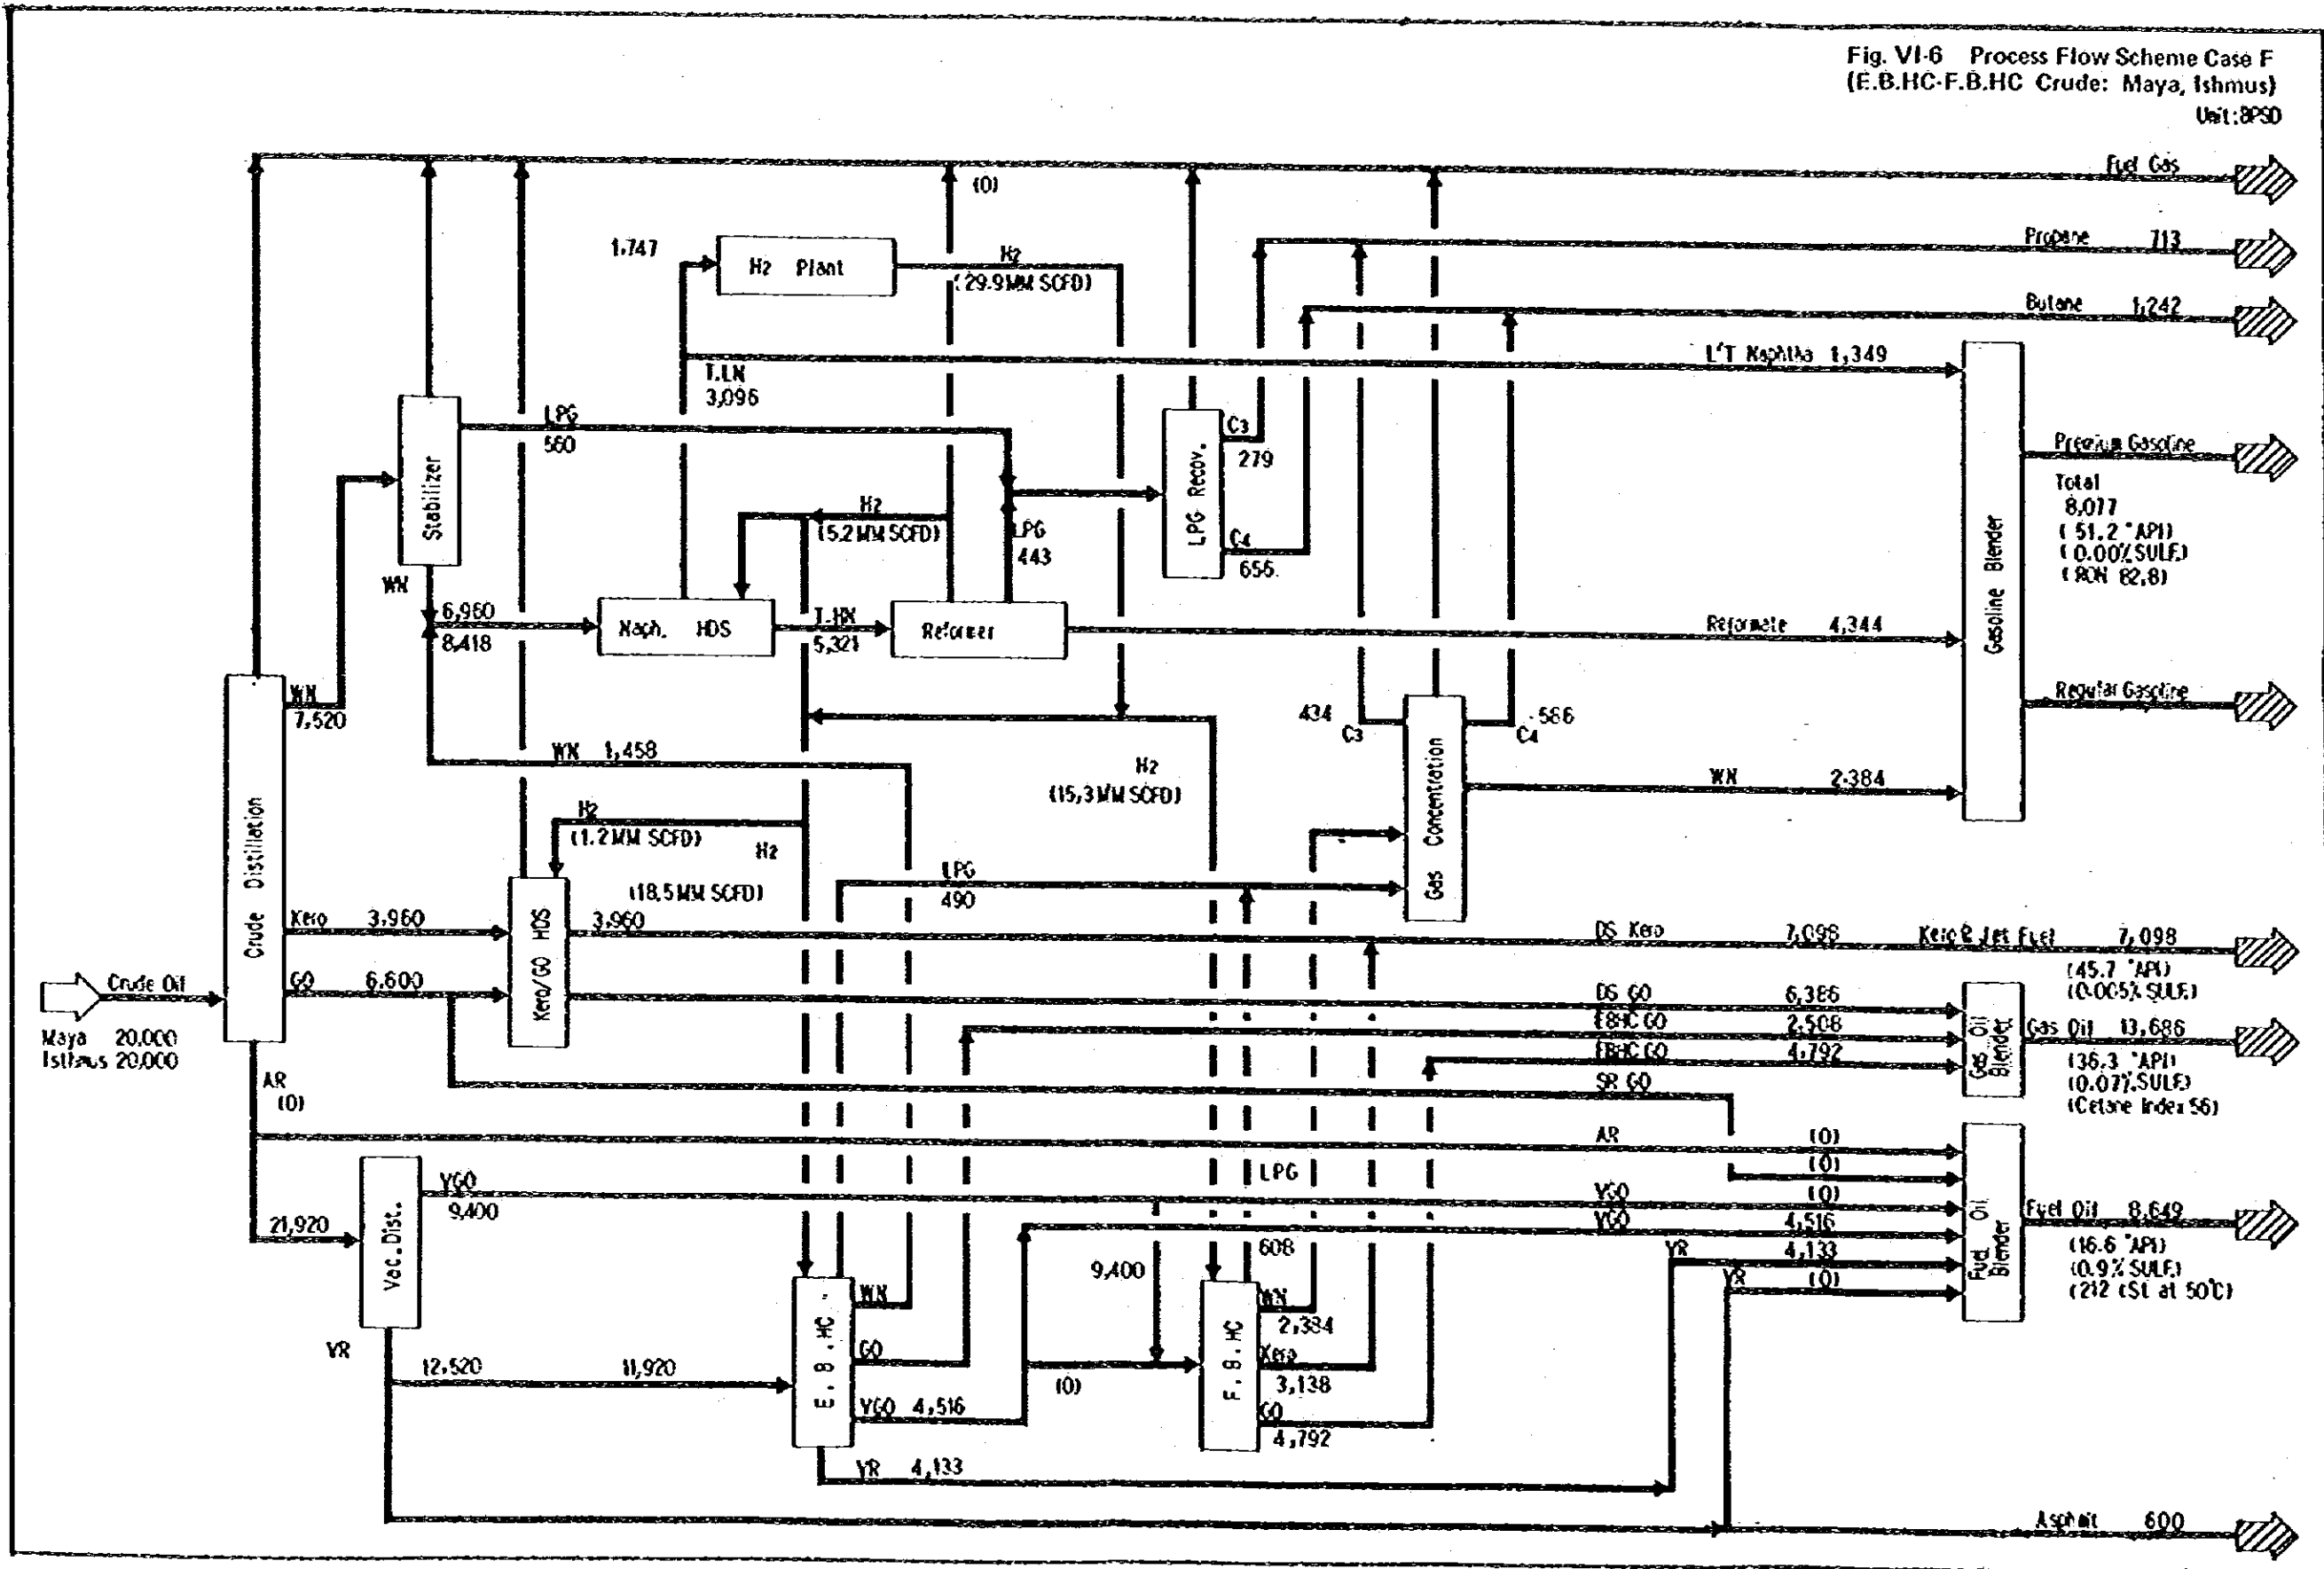 Fig. VI-6 Process Flow Scheme Case F
(E.B.HC-F.B.HC Crude: Maya, Ishmus)
Unit:BPSD
Fuel Gas
(0)
1,747
H2 Plant
H2
(29.9MM SCFD)
Propane 713
Butane 1,242
T.LN
3,096
L'T Naphtha 1,349
Stabilizer
LPG
560
LPG Recov.
C3
279
C4
656
H2
(5.2MM SCFD)
LPG
443
Premium Gasoline
Total
8,077
(51.2 °API)
(0.00% SULF.)
(RON 82.8)
Gasoline Blender
WN
6,960
8,418
Naph. HDS
T.HN
5,321
Reformer
Reformate 4,344
WN
7,520
Regular Gasoline
434
C3
586
C4
Gas Concentration
WN 1,458
H2
(15,3MM SCFD)
WN 2,384
Crude Distillation
H2
(1.2MM SCFD)
H2
(18.5MM SCFD)
LPG
490
Kero 3,960
Kero/GO HDS
3,960
DS Kero 7,098
Kero & Jet Fuel 7,098
(45.7 °API)
(0.005% SULF.)
Crude Oil
Maya 20,000
Isthmus 20,000
GO 6,600
DS GO 6,386
EBHC GO 2,508
FBHC GO 4,792
SR GO
Gas Oil Blender
Gas Oil 13,686
(36.3 °API)
(0.07% SULF.)
(Cetane Index 56)
AR
(0)
AR (0)
(0)
Vac.Dist.
VGO
9,400
LPG
VGO (0)
VGO 4,516
VR 4,133
VR (0)
Fuel Oil Blender
Fuel Oil 8,649
(16.6 °API)
(0.9% SULF.)
(212 cSt. at 50°C)
21,920
608
9,400
VR
12,520 11,920
E.B.HC
WN
GO
VGO 4,516
(0)
F.B.HC
WN
2,384
Kero
3,138
GO
4,792
VR 4,133
Asphalt 600